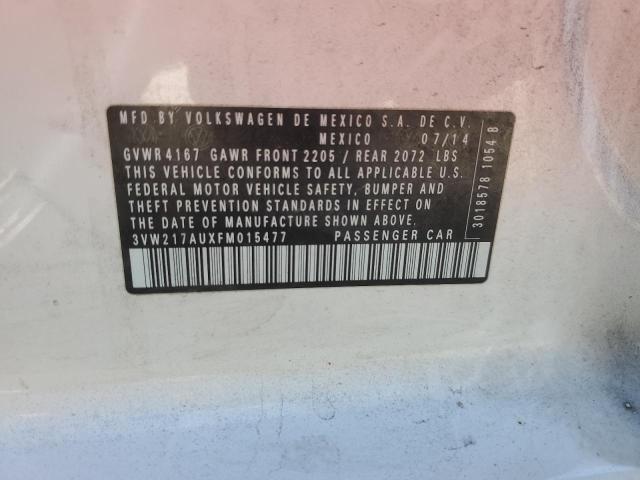 MFD BY VOLKSWAGEN DE MEXICO S.A. DE C.V.
MEXICO 07/14
GVWR 4167 GAWR FRONT 2205 / REAR 2072 LBS
THIS VEHICLE CONFORMS TO ALL APPLICABLE U.S.
FEDERAL MOTOR VEHICLE SAFETY, BUMPER AND
THEFT PREVENTION STANDARDS IN EFFECT ON
THE DATE OF MANUFACTURE SHOWN ABOVE.
3VW217AUXFM015477 PASSENGER CAR
3018578 1054 8